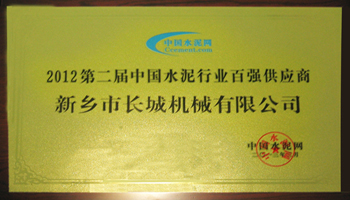 中国水泥网
Ccement.com
2012第二届中国水泥行业百强供应商
新乡市长城机械有限公司
中国水泥网